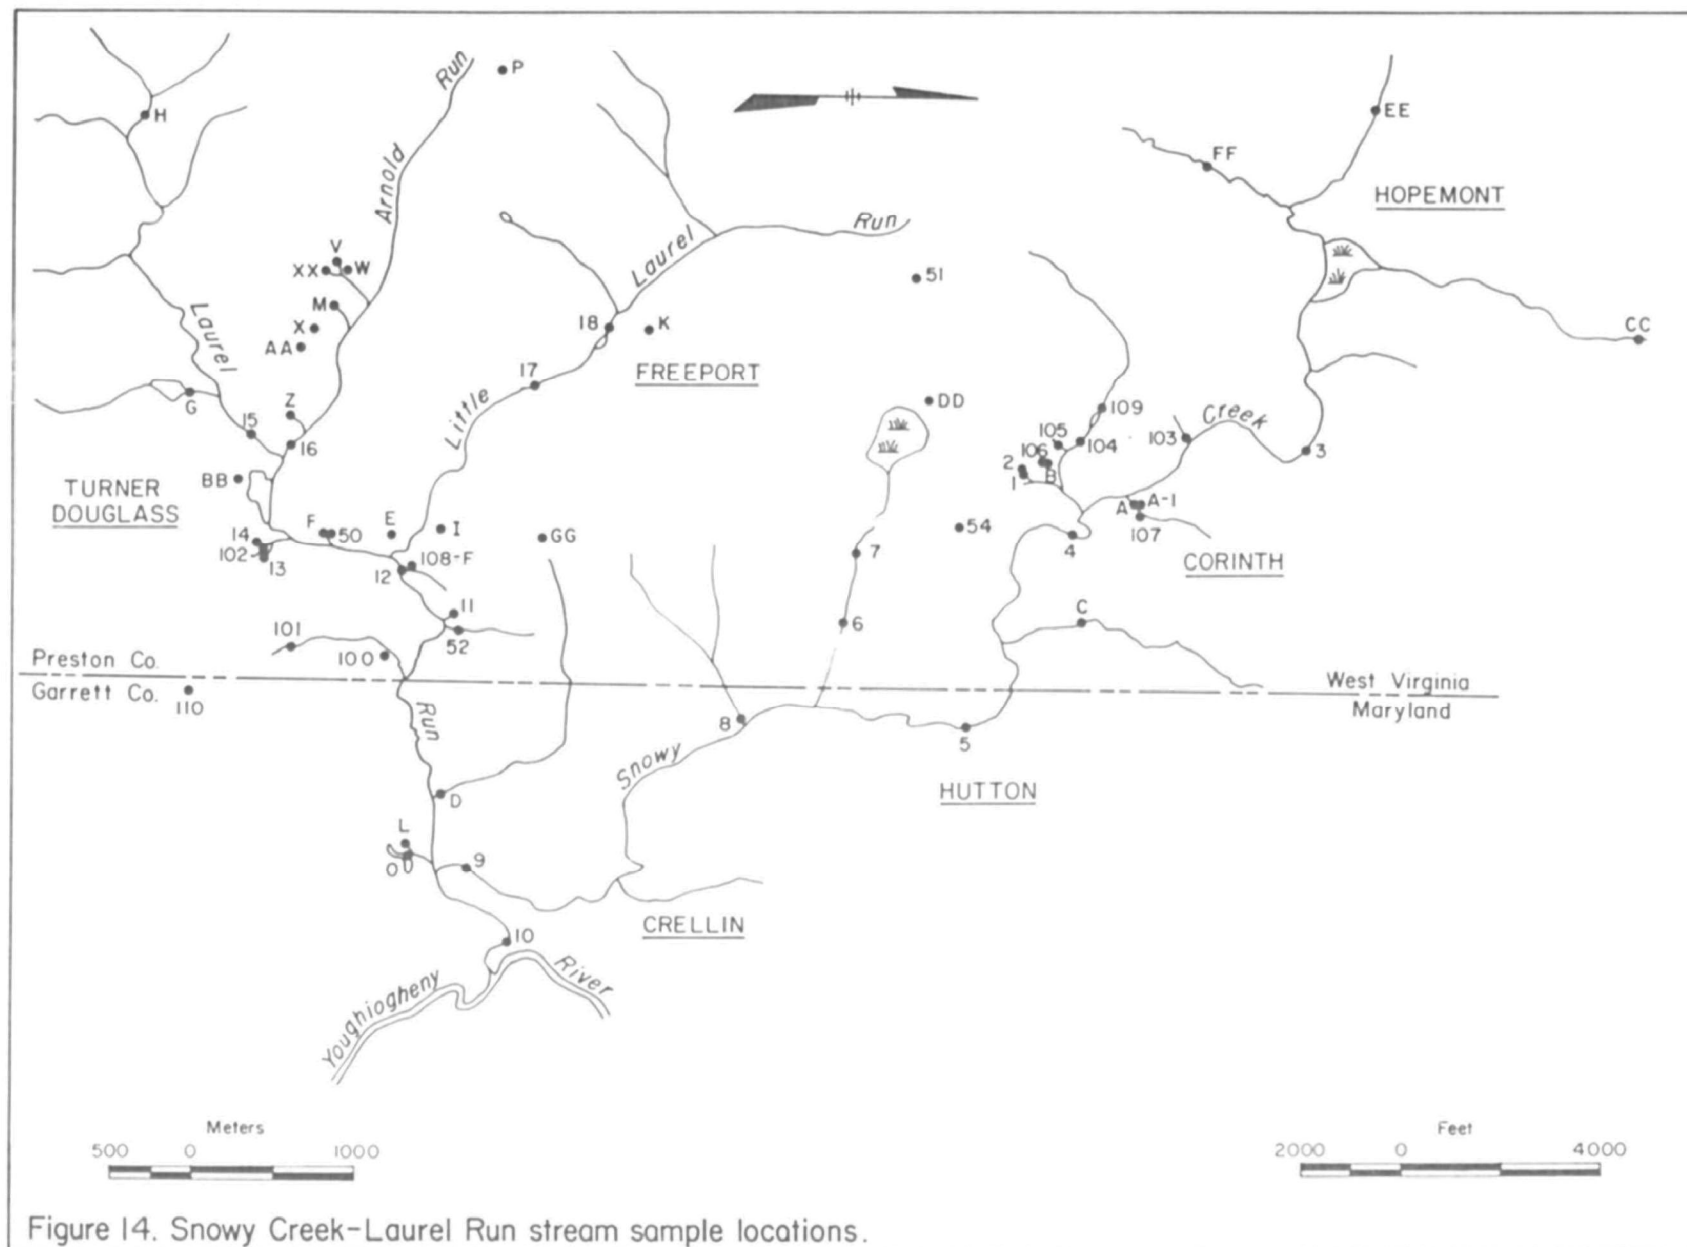 P
Run
H
EE
FF
Arnold
HOPEMONT
Run
Laurel
V
XX
W
51
M
X
AA
Laurel
18
K
CC
FREEPORT
17
G
Little
DD
Z
15
16
109
Creek
105
104
103
3
106
2
B
1
BB
TURNER
DOUGLASS
A
A-1
107
F
50
E
I
GG
54
14
102
13
108-F
12
7
4
CORINTH
11
52
6
C
101
100
Preston Co.
Garrett Co.
110
West Virginia
Maryland
Run
8
5
Snowy
HUTTON
D
L
O
9
CRELLIN
10
Youghiogheny
River
Meters
500 0 1000
Feet
2000 0 4000
Figure 14. Snowy Creek-Laurel Run stream sample locations.